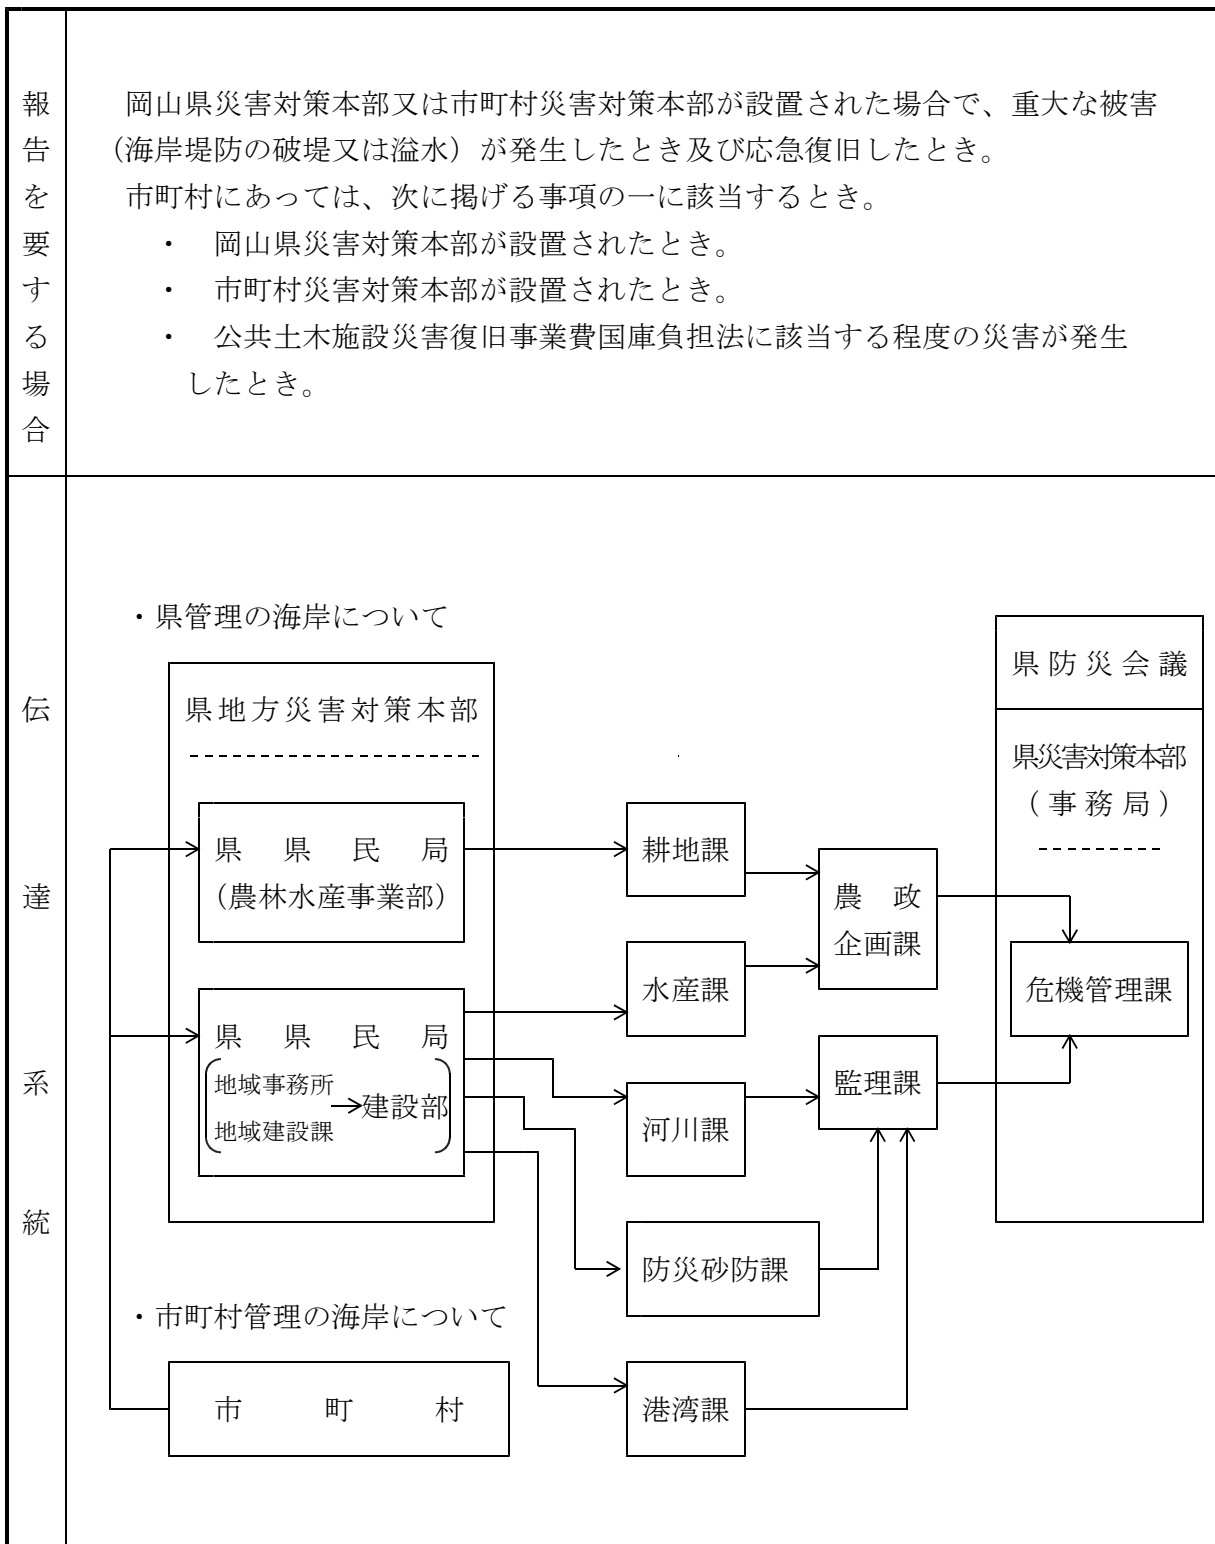 報告を要する場合
岡山県災害対策本部又は市町村災害対策本部が設置された場合で、重大な被害
（海岸堤防の破堤又は溢水）が発生したとき及び応急復旧したとき。
市町村にあっては、次に掲げる事項の一に該当するとき。
・　岡山県災害対策本部が設置されたとき。
・　市町村災害対策本部が設置されたとき。
・　公共土木施設災害復旧事業費国庫負担法に該当する程度の災害が発生
したとき。
伝達系統
・県管理の海岸について
県地方災害対策本部
県　県　民　局
（農林水産事業部）
県　県　民　局
地域事務所
地域建設課
建設部
・市町村管理の海岸について
市　町　村
耕地課
水産課
河川課
防災砂防課
港湾課
農　政
企画課
監理課
県防災会議
県災害対策本部
（事務局）
危機管理課